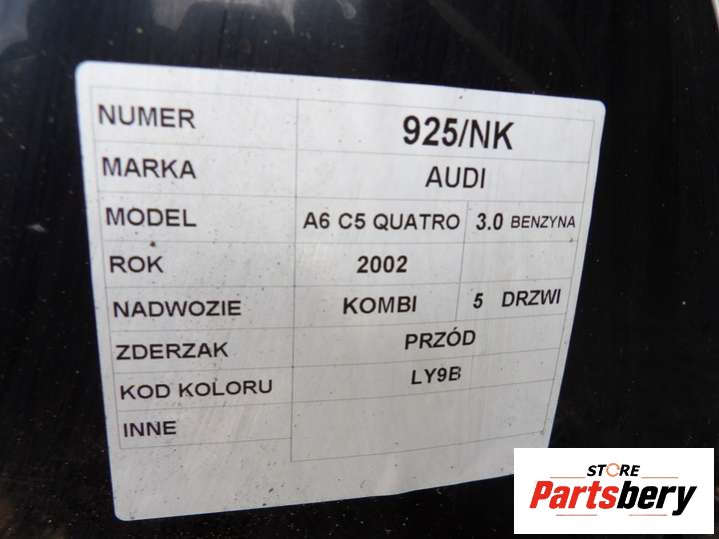 NUMER 925/NK
MARKA AUDI
MODEL A6 C5 QUATRO 3.0 BENZYNA
ROK 2002
NADWOZIE KOMBI 5 DRZWI
ZDERZAK PRZÓD
KOD KOLORU LY9B
INNE
STORE
Partsbery